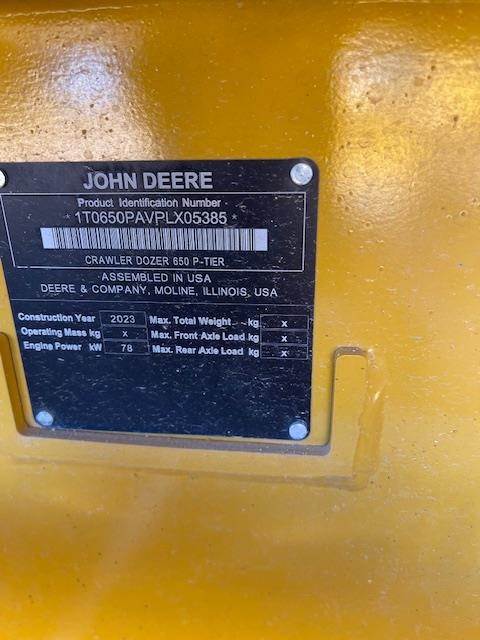 JOHN DEERE
Product Identification Number
*1T0650PAVPLX05385*
CRAWLER DOZER 650 P-TIER
ASSEMBLED IN USA
DEERE & COMPANY, MOLINE, ILLINOIS, USA
Construction Year 2023 Max. Total Weight kg x
Operating Mass kg x Max. Front Axle Load kg x
Engine Power kW 78 Max. Rear Axle Load kg x